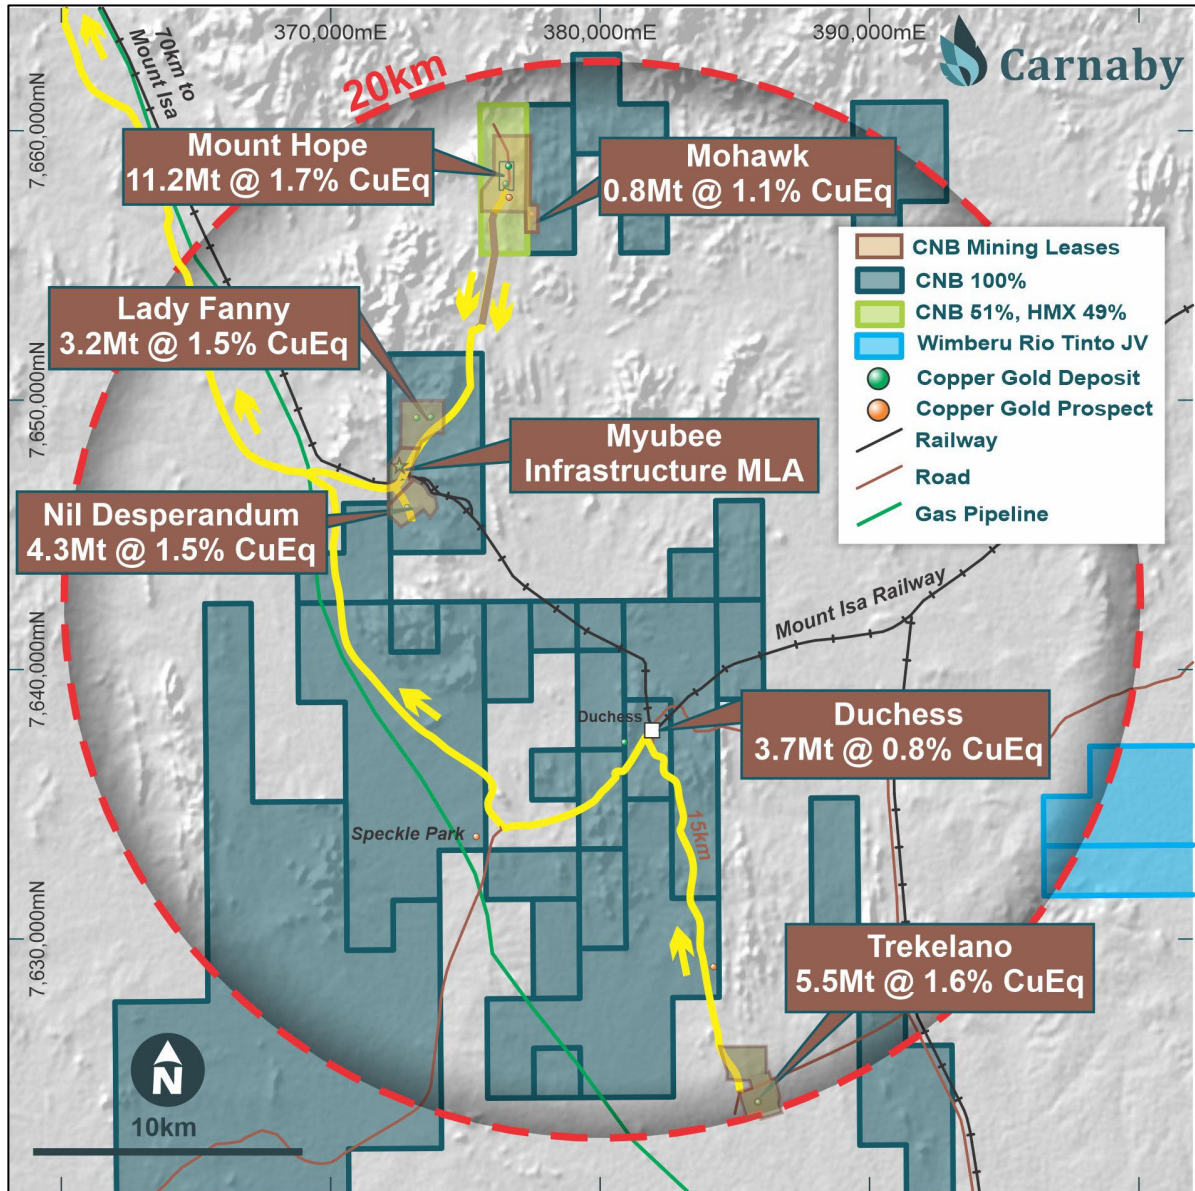 370,000mE
380,000mE
390,000mE
Carnaby
70km to
Mount Isa
20km
7,660,000mN
7,650,000mN
7,640,000mN
7,630,000mN
Mount Hope
11.2Mt @ 1.7% CuEq
Mohawk
0.8Mt @ 1.1% CuEq
CNB Mining Leases
CNB 100%
CNB 51%, HMX 49%
Wimberu Rio Tinto JV
Copper Gold Deposit
Copper Gold Prospect
Railway
Road
Gas Pipeline
Lady Fanny
3.2Mt @ 1.5% CuEq
Myubee
Infrastructure MLA
Nil Desperandum
4.3Mt @ 1.5% CuEq
Mount Isa Railway
Duchess
Duchess
3.7Mt @ 0.8% CuEq
Speckle Park
15km
Trekelano
5.5Mt @ 1.6% CuEq
N
10km